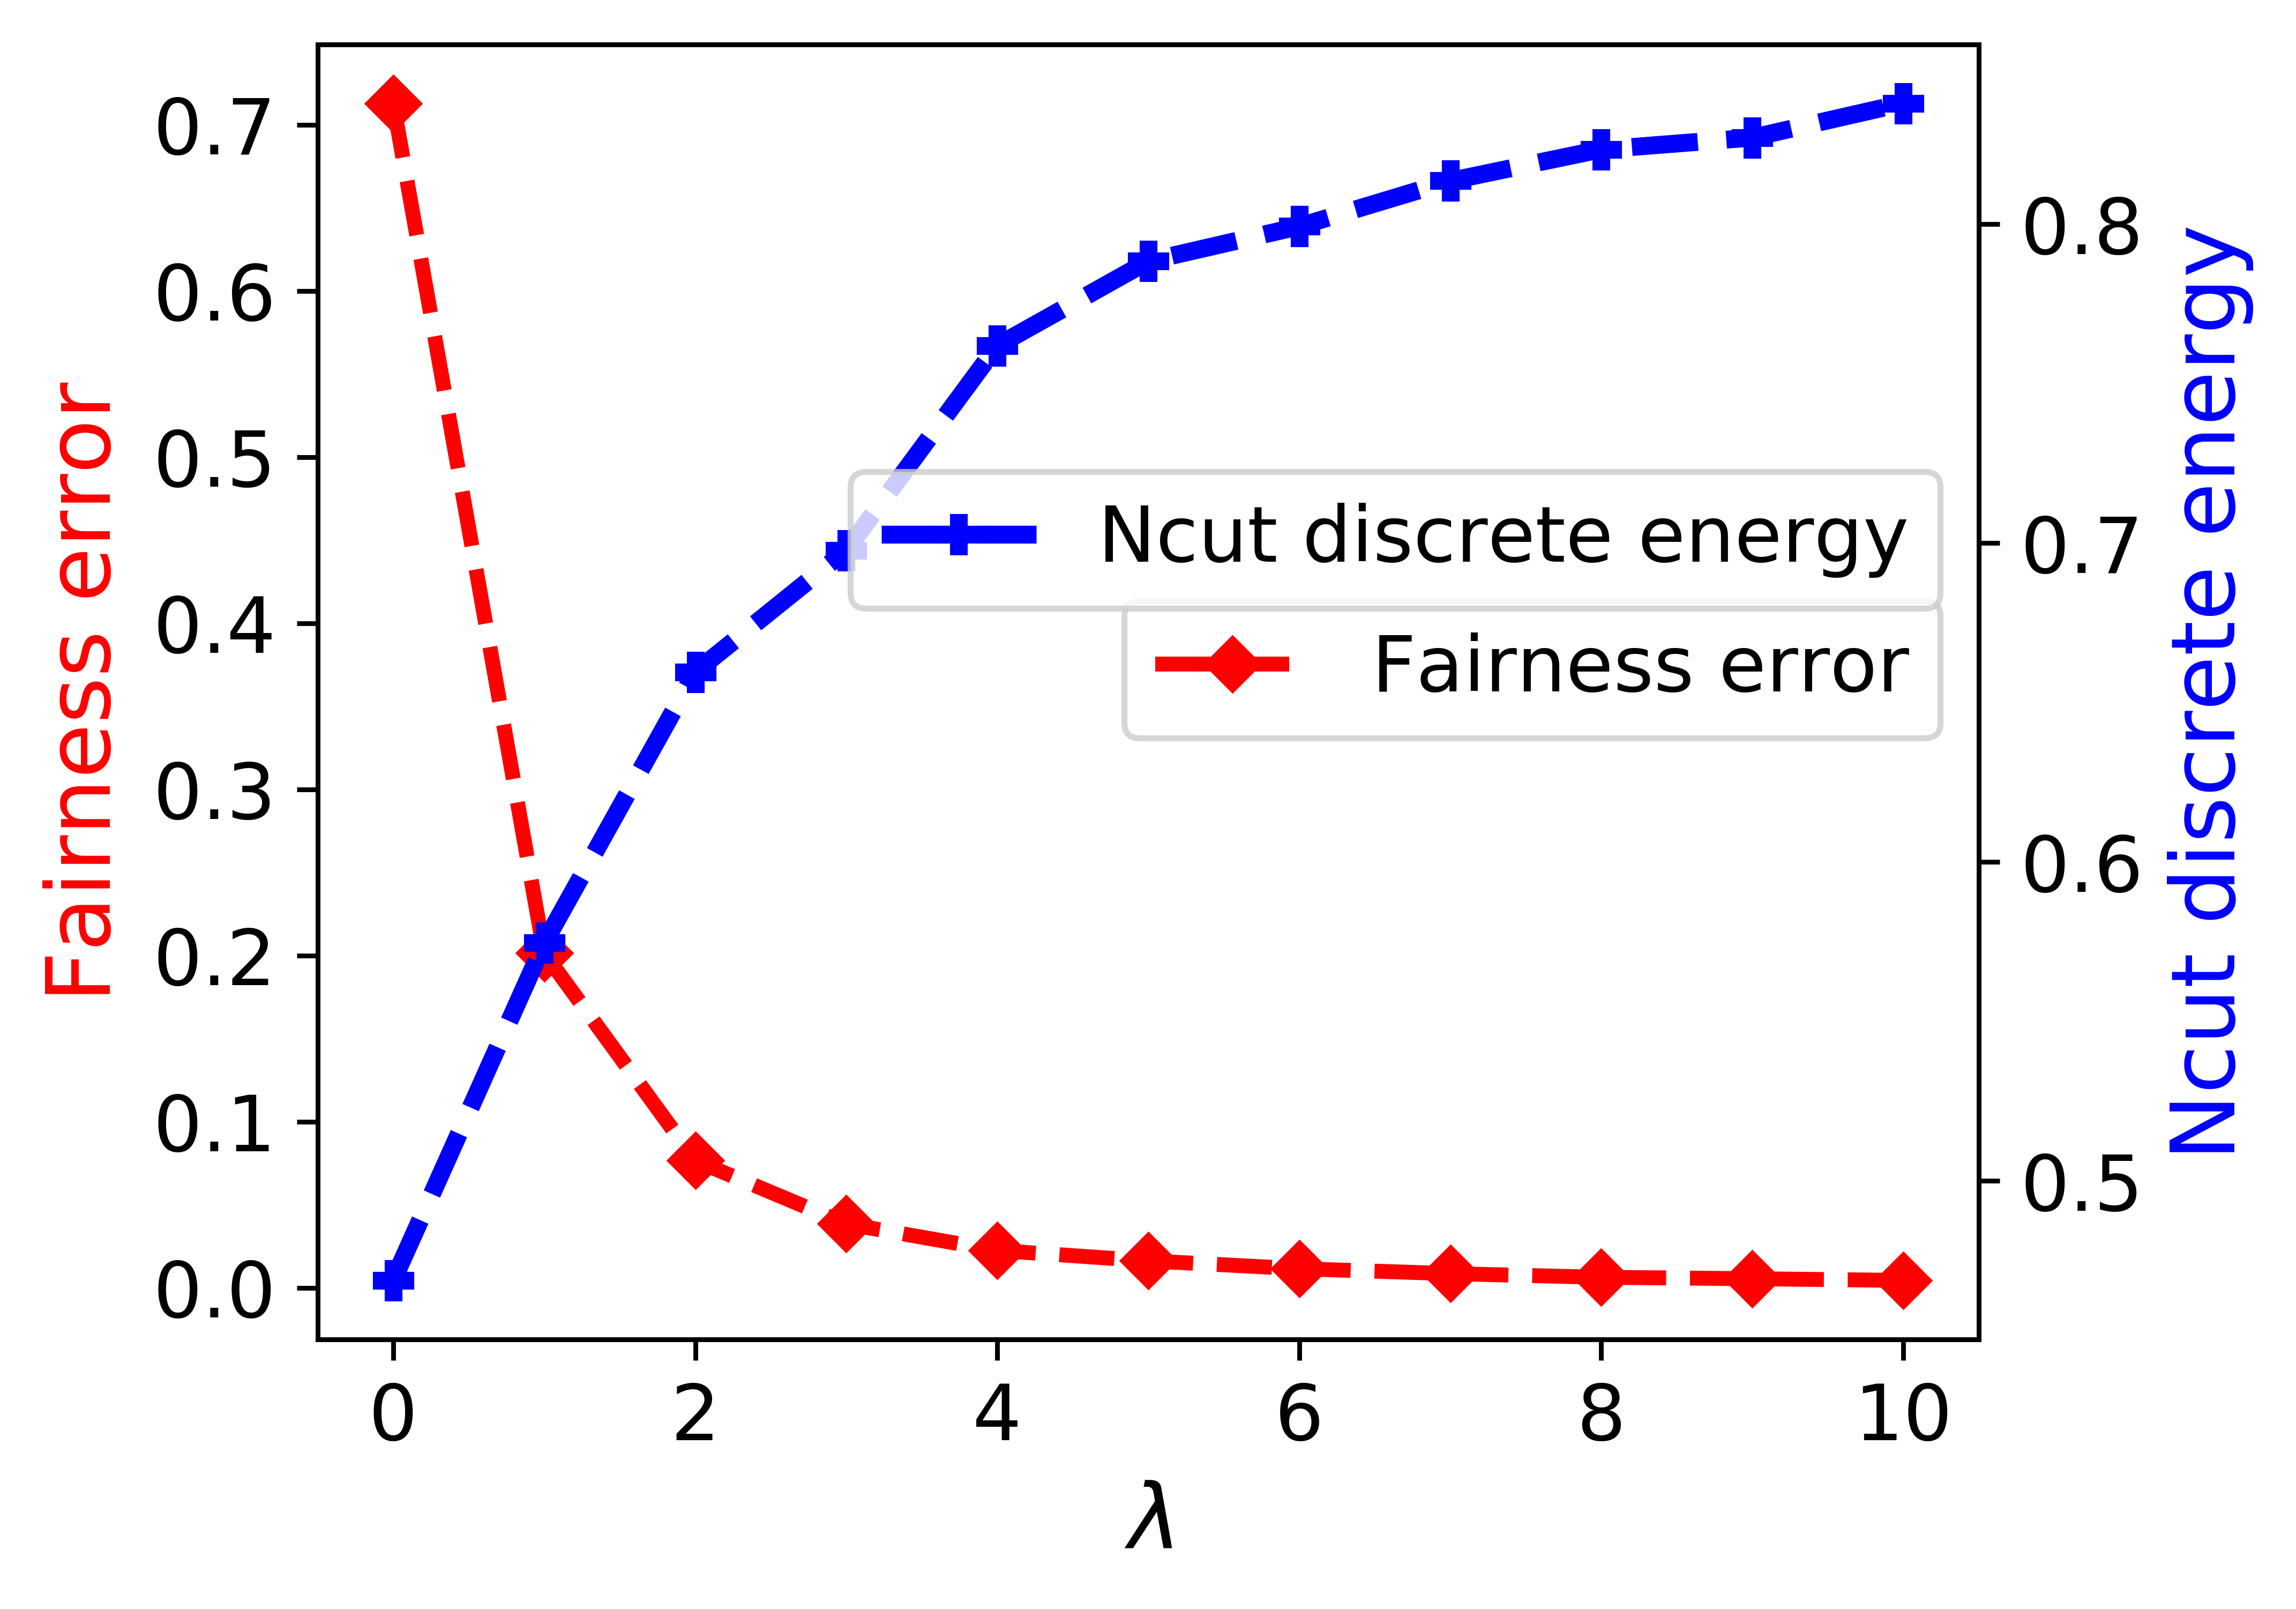 Fairness error
0.7
0.6
0.5
0.4
0.3
0.2
0.1
0.0
Ncut discrete energy
Fairness error
0.8
0.7
0.6
0.5
Ncut discrete energy
0 2 4 6 8 10
λ